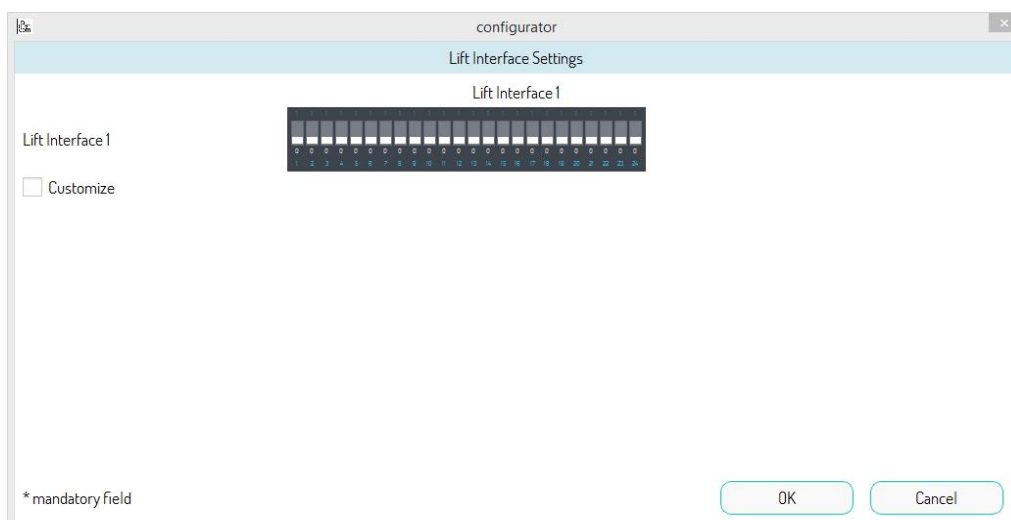 configurator
Lift Interface Settings
Lift Interface 1
Lift Interface 1
0 0 0 0 0 0 0 0 0 0 0 0 0 0 0 0 0 0 0 0 0 0 0 0
1 2 3 4 5 6 7 8 9 10 11 12 13 14 15 16 17 18 19 20 21 22 23 24
Customize
* mandatory field
OK
Cancel